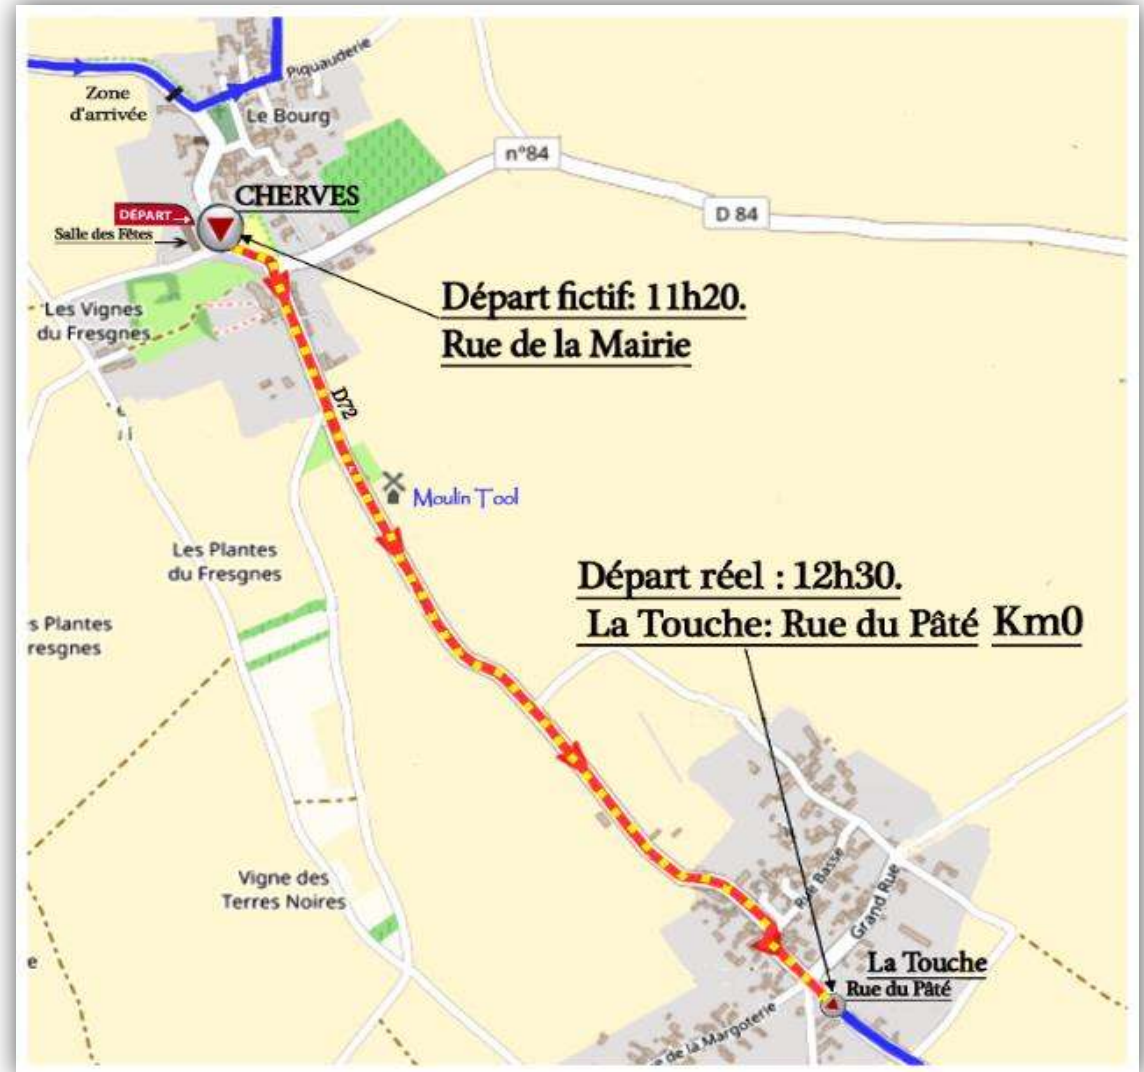 Piquauderie
Zone
d'arrivée
Le Bourg
n°84
CHERVES
D 84
DÉPART
Salle des Fêtes
Départ fictif: 11h20.
Rue de la Mairie
Les Vignes
du Fresgnes
D72
Moulin Tool
Les Plantes
du Fresgnes
Départ réel : 12h30.
La Touche: Rue du Pâté Km0
s Plantes
resgnes
Vigne des
Terres Noires
Rue Basse
Grand Rue
e
La Touche
Rue du Pâté
e de la Margoterie